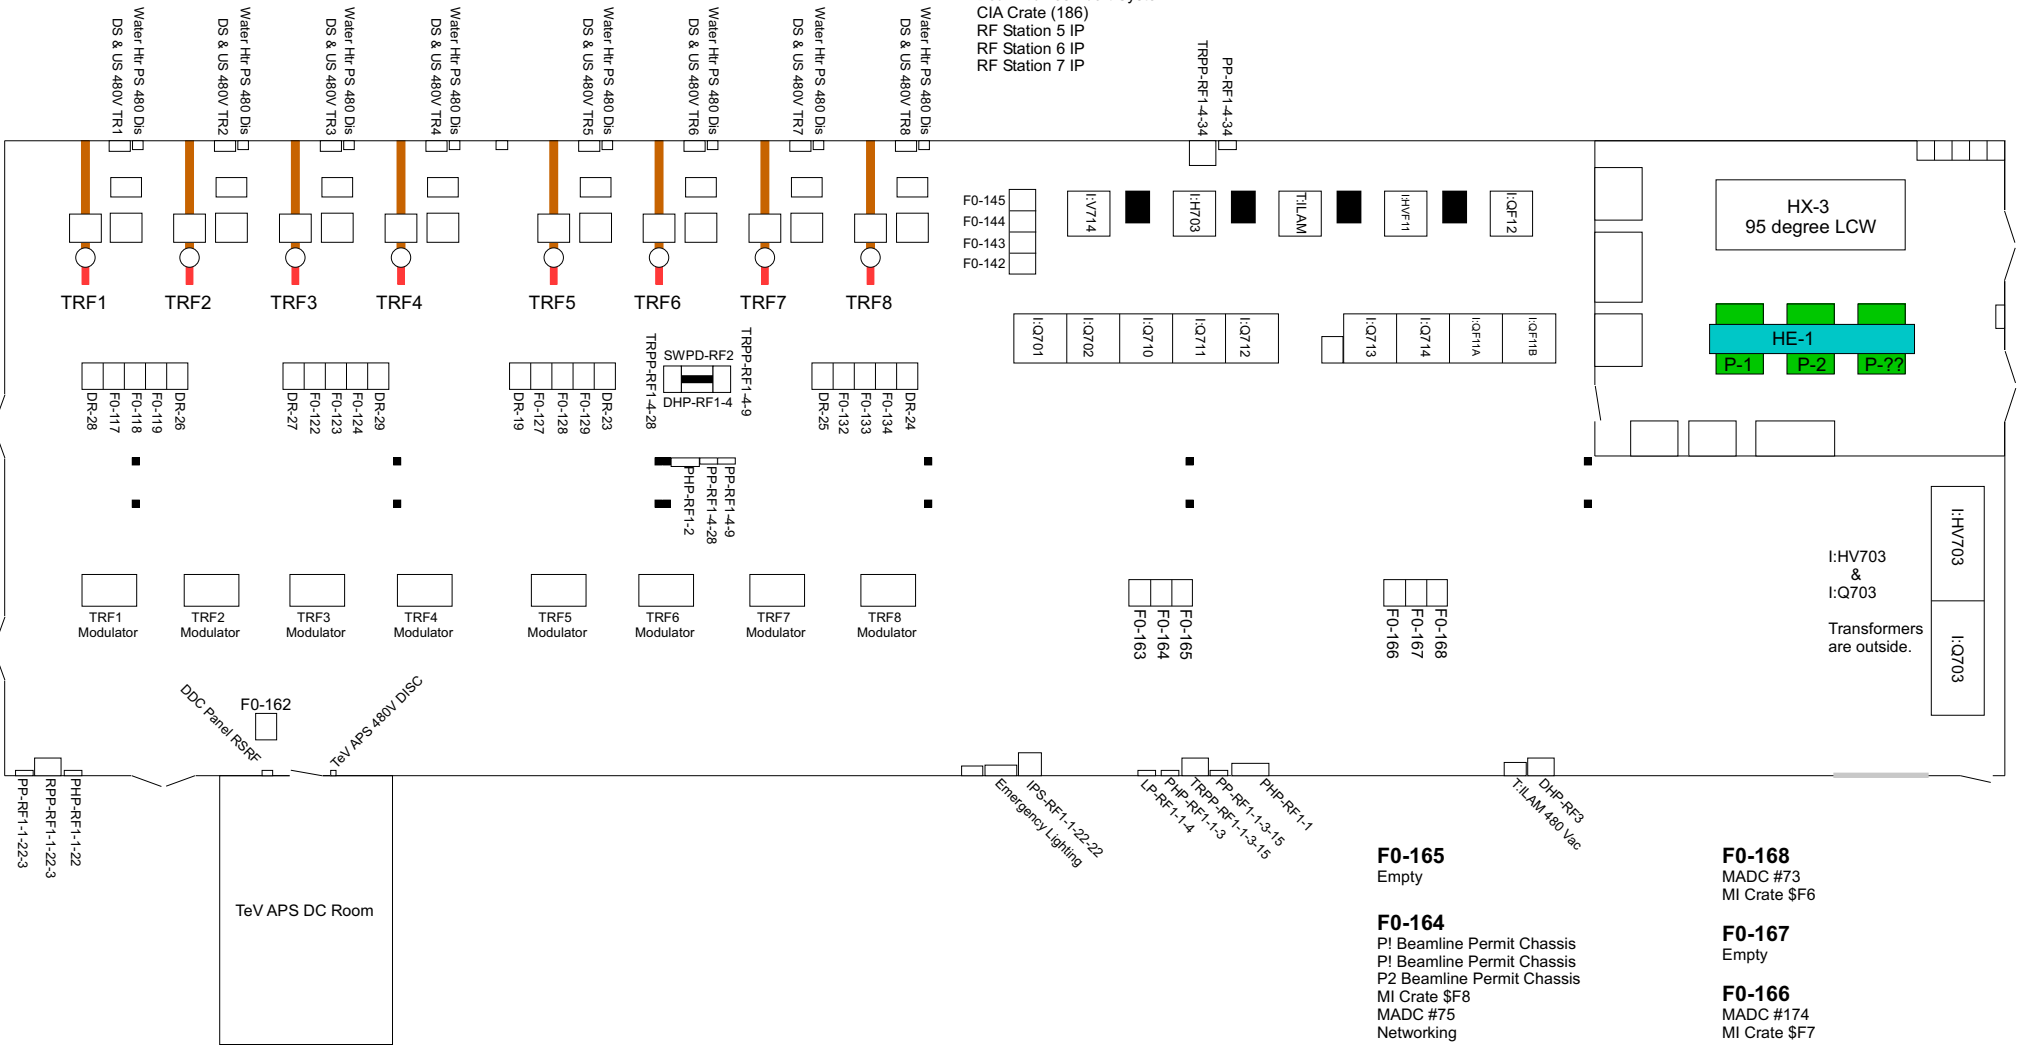 CIA Crate (186)
RF Station 5 IP
RF Station 6 IP
RF Station 7 IP
Water Htr PS 480 Dis
DS & US 480V TR1
Water Htr PS 480 Dis
DS & US 480V TR2
Water Htr PS 480 Dis
DS & US 480V TR3
Water Htr PS 480 Dis
DS & US 480V TR4
Water Htr PS 480 Dis
DS & US 480V TR5
Water Htr PS 480 Dis
DS & US 480V TR6
Water Htr PS 480 Dis
DS & US 480V TR7
Water Htr PS 480 Dis
DS & US 480V TR8
TRPP-RF1-4-34
PP-RF1-4-34
F0-145
F0-144
F0-143
F0-142
I:V714
I:H703
T:ILAM
I:HVF11
I:QF12
HX-3
95 degree LCW
TRF1
TRF2
TRF3
TRF4
TRF5
TRF6
TRF7
TRF8
I:Q701
I:Q702
I:Q710
I:Q711
I:Q712
I:Q713
I:Q714
I:QF11A
I:QF11B
HE-1
P-1
P-2
P-??
TRPP-RF1-4-28
SWPD-RF2
DHP-RF1-4
TRPP-RF1-4-9
DR-28
F0-117
F0-118
F0-119
DR-26
DR-27
F0-122
F0-123
F0-124
DR-29
DR-19
F0-127
F0-128
F0-129
DR-23
DR-25
F0-132
F0-133
F0-134
DR-24
PHP-RF1-2
PP-RF1-4-28
PP-RF1-4-9
I:HV703
I:Q703
I:HV703
&
I:Q703
Transformers
are outside.
TRF1
Modulator
TRF2
Modulator
TRF3
Modulator
TRF4
Modulator
TRF5
Modulator
TRF6
Modulator
TRF7
Modulator
TRF8
Modulator
F0-163
F0-164
F0-165
F0-166
F0-167
F0-168
DDC Panel RSRF
F0-162
TeV APS 480V DISC
PP-RF1-1-22-3
RPP-RF1-1-22-3
PHP-RF1-1-22
Emergency Lighting
IPS-RF1-1-22-22
LP-RF1-1-4
PHP-RF1-1-3
TRPP-RF1-1-3-15
PP-RF1-1-3-15
PHP-RF1-1
T:ILAM 480 Vac
DHP-RF3
TeV APS DC Room
F0-165
Empty
F0-164
P! Beamline Permit Chassis
P! Beamline Permit Chassis
P2 Beamline Permit Chassis
MI Crate $F8
MADC #75
Networking
F0-168
MADC #73
MI Crate $F6
F0-167
Empty
F0-166
MADC #174
MI Crate $F7